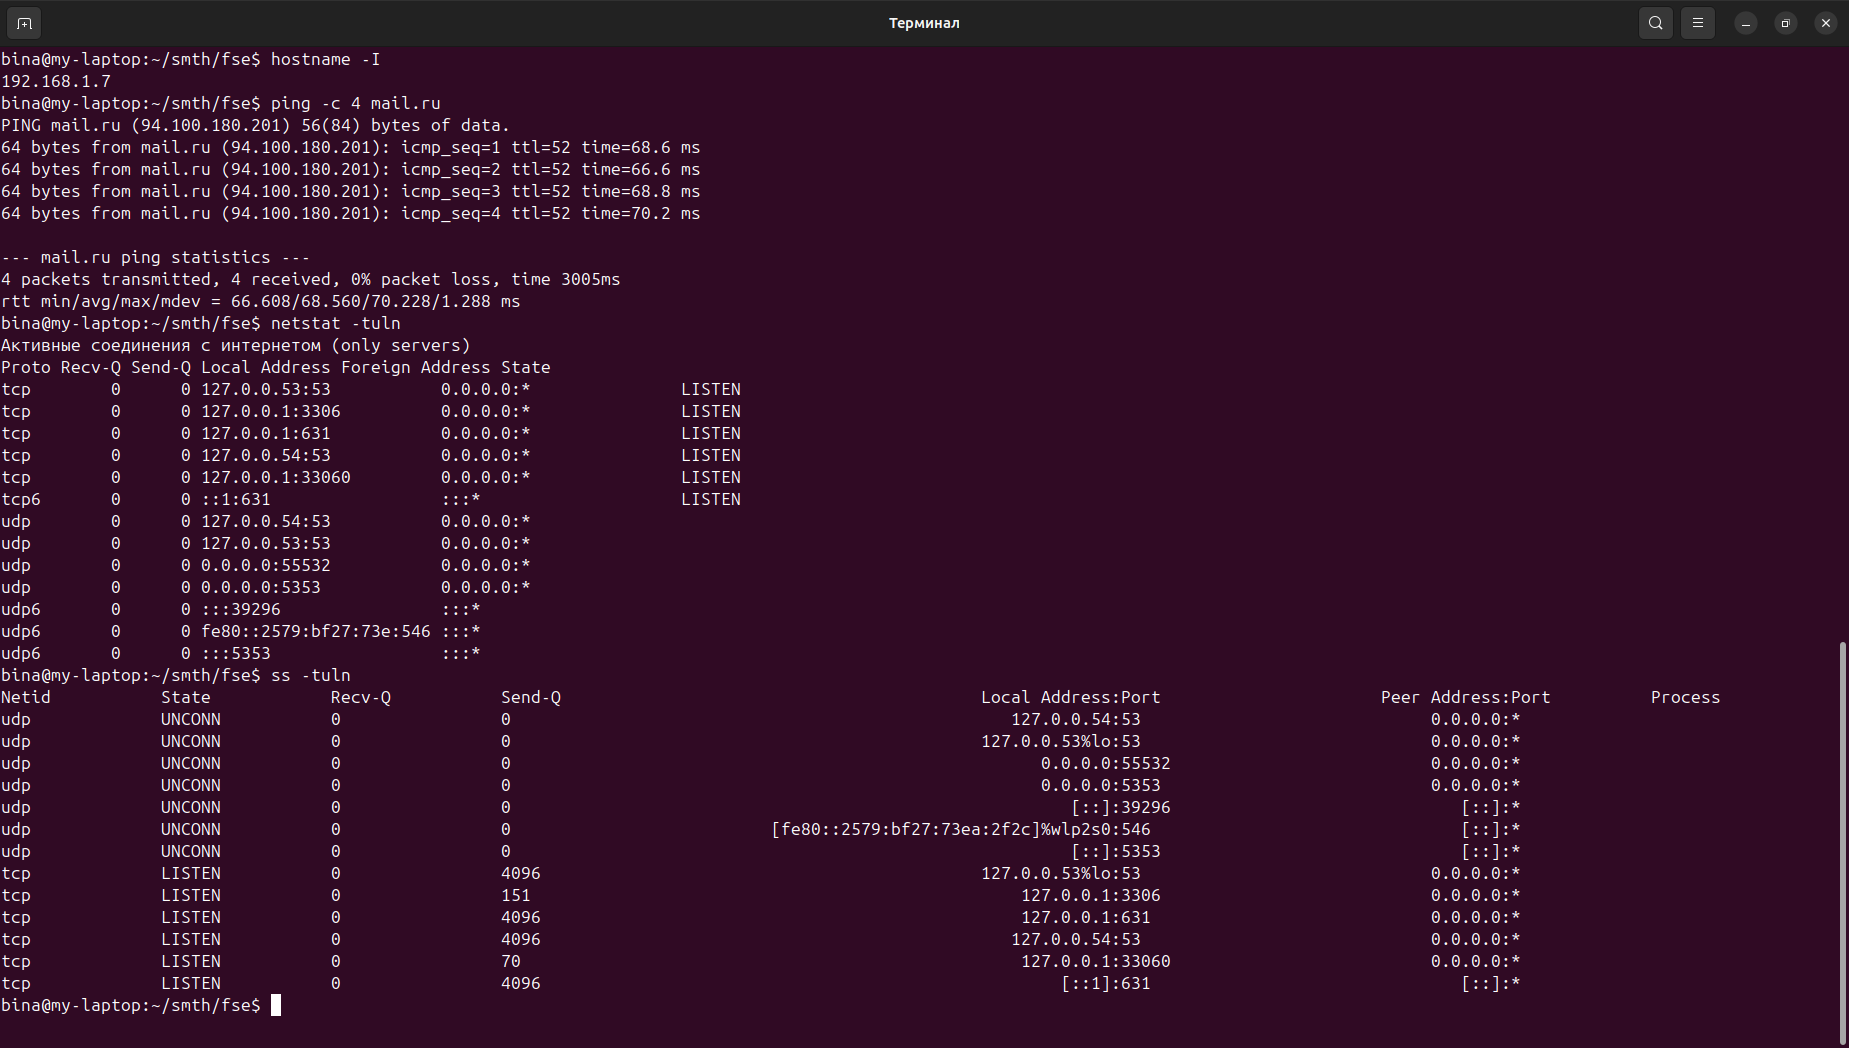 Терминал
bina@my-laptop:~/smth/fse$ hostname -I
192.168.1.7
bina@my-laptop:~/smth/fse$ ping -c 4 mail.ru
PING mail.ru (94.100.180.201) 56(84) bytes of data.
64 bytes from mail.ru (94.100.180.201): icmp_seq=1 ttl=52 time=68.6 ms
64 bytes from mail.ru (94.100.180.201): icmp_seq=2 ttl=52 time=66.6 ms
64 bytes from mail.ru (94.100.180.201): icmp_seq=3 ttl=52 time=68.8 ms
64 bytes from mail.ru (94.100.180.201): icmp_seq=4 ttl=52 time=70.2 ms
--- mail.ru ping statistics ---
4 packets transmitted, 4 received, 0% packet loss, time 3005ms
rtt min/avg/max/mdev = 66.608/68.560/70.228/1.288 ms
bina@my-laptop:~/smth/fse$ netstat -tuln
Активные соединения с интернетом (only servers)
Proto Recv-Q Send-Q Local Address Foreign Address State
tcp        0      0 127.0.0.53:53           0.0.0.0:*               LISTEN
tcp        0      0 127.0.0.1:3306          0.0.0.0:*               LISTEN
tcp        0      0 127.0.0.1:631           0.0.0.0:*               LISTEN
tcp        0      0 127.0.0.54:53           0.0.0.0:*               LISTEN
tcp        0      0 127.0.0.1:33060         0.0.0.0:*               LISTEN
tcp6       0      0 ::1:631                 :::*                    LISTEN
udp        0      0 127.0.0.54:53           0.0.0.0:*
udp        0      0 127.0.0.53:53           0.0.0.0:*
udp        0      0 0.0.0.0:55532           0.0.0.0:*
udp        0      0 0.0.0.0:5353            0.0.0.0:*
udp6       0      0 :::39296                :::*
udp6       0      0 fe80::2579:bf27:73e:546 :::*
udp6       0      0 :::5353                 :::*
bina@my-laptop:~/smth/fse$ ss -tuln
Netid State Recv-Q Send-Q Local Address:Port Peer Address:Port Process
udp UNCONN 0 0 127.0.0.54:53 0.0.0.0:*
udp UNCONN 0 0 127.0.0.53%lo:53 0.0.0.0:*
udp UNCONN 0 0 0.0.0.0:55532 0.0.0.0:*
udp UNCONN 0 0 0.0.0.0:5353 0.0.0.0:*
udp UNCONN 0 0 [::]:39296 [::]:*
udp UNCONN 0 0 [fe80::2579:bf27:73ea:2f2c]%wlp2s0:546 [::]:*
udp UNCONN 0 0 [::]:5353 [::]:*
tcp LISTEN 0 4096 127.0.0.53%lo:53 0.0.0.0:*
tcp LISTEN 0 151 127.0.0.1:3306 0.0.0.0:*
tcp LISTEN 0 4096 127.0.0.1:631 0.0.0.0:*
tcp LISTEN 0 4096 127.0.0.54:53 0.0.0.0:*
tcp LISTEN 0 70 127.0.0.1:33060 0.0.0.0:*
tcp LISTEN 0 4096 [::1]:631 [::]:*
bina@my-laptop:~/smth/fse$